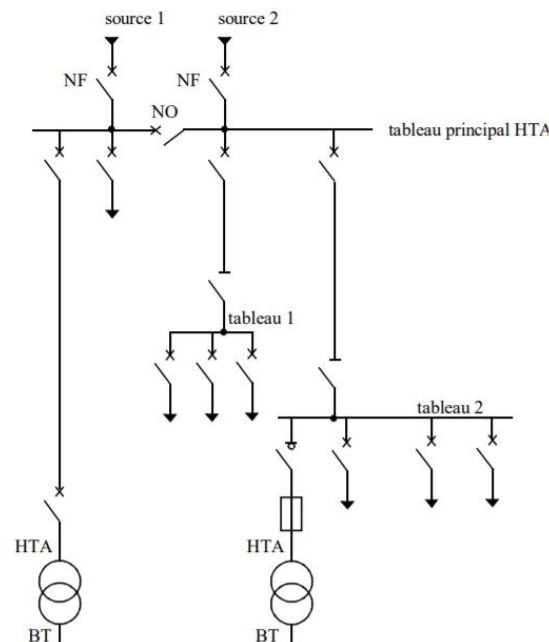 source 1
source 2
NF
NF
NO
tableau principal HTA
tableau 1
tableau 2
HTA
HTA
BT
BT